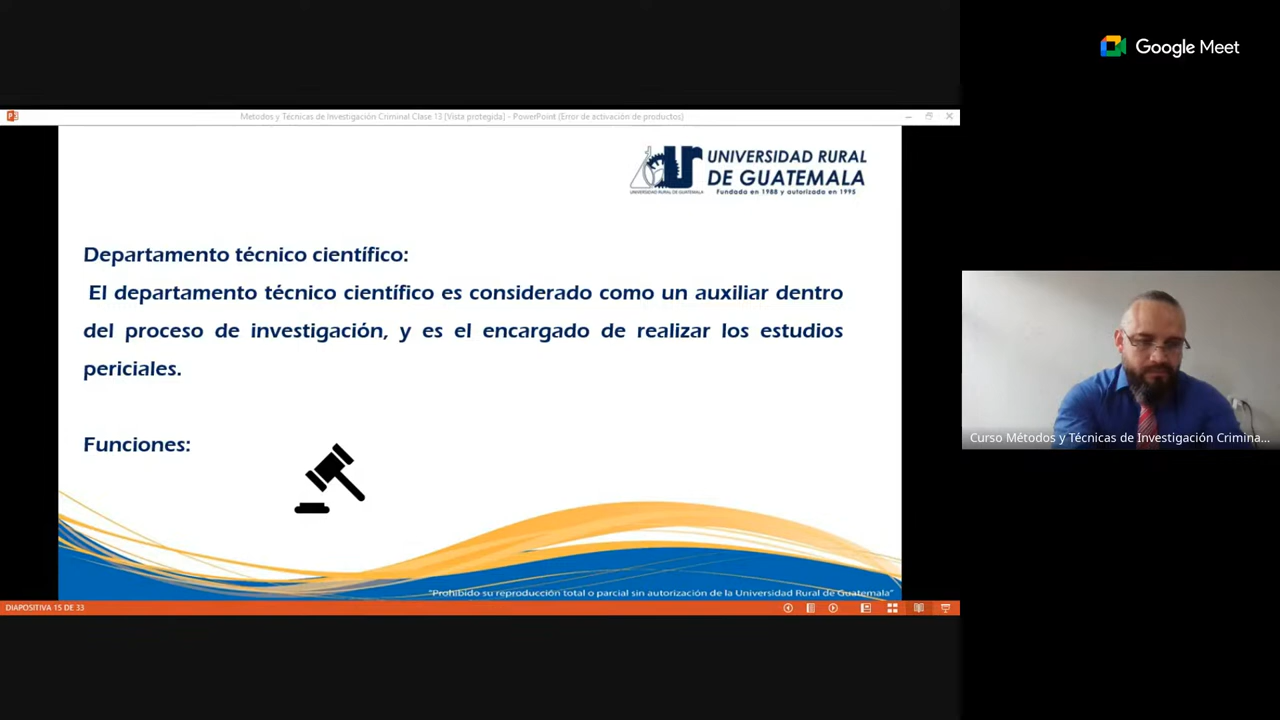 Google Meet
Metodos y Técnicas de Investigación Criminal Clase 13 [Vista protegida] - PowerPoint (Error de activación de productos)
UNIVERSIDAD RURAL
DE GUATEMALA
Fundada en 1988 y autorizada en 1995
UNIVERSIDAD RURAL DE GUATEMALA
Departamento técnico científico:
El departamento técnico científico es considerado como un auxiliar dentro
del proceso de investigación, y es el encargado de realizar los estudios
periciales.
Funciones:
Curso Métodos y Técnicas de Investigación Crimina...
"Prohibido su reproducción total o parcial sin autorización de la Universidad Rural de Guatemala"
DIAPOSITIVA 15 DE 33